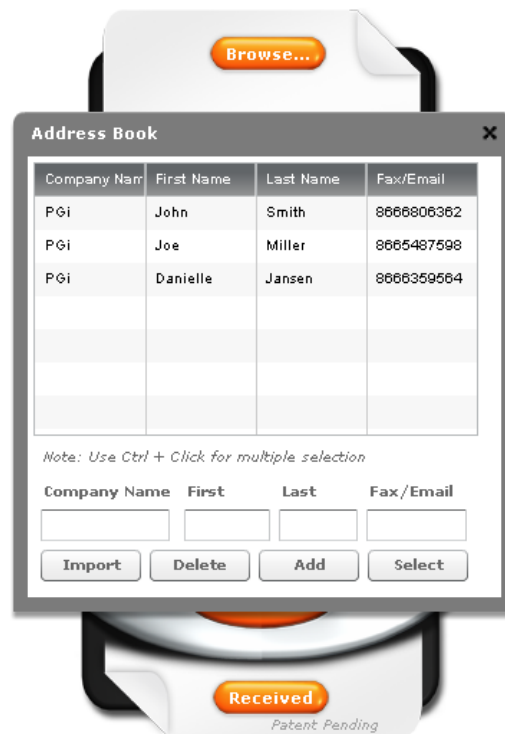 Browse...
Address Book
Company Nam First Name Last Name Fax/Email
PGi John Smith 8666806362
PGi Joe Miller 8665487598
PGi Danielle Jansen 8666359564
Note: Use Ctrl + Click for multiple selection
Company Name First Last Fax/Email
Import Delete Add Select
Received
Patent Pending